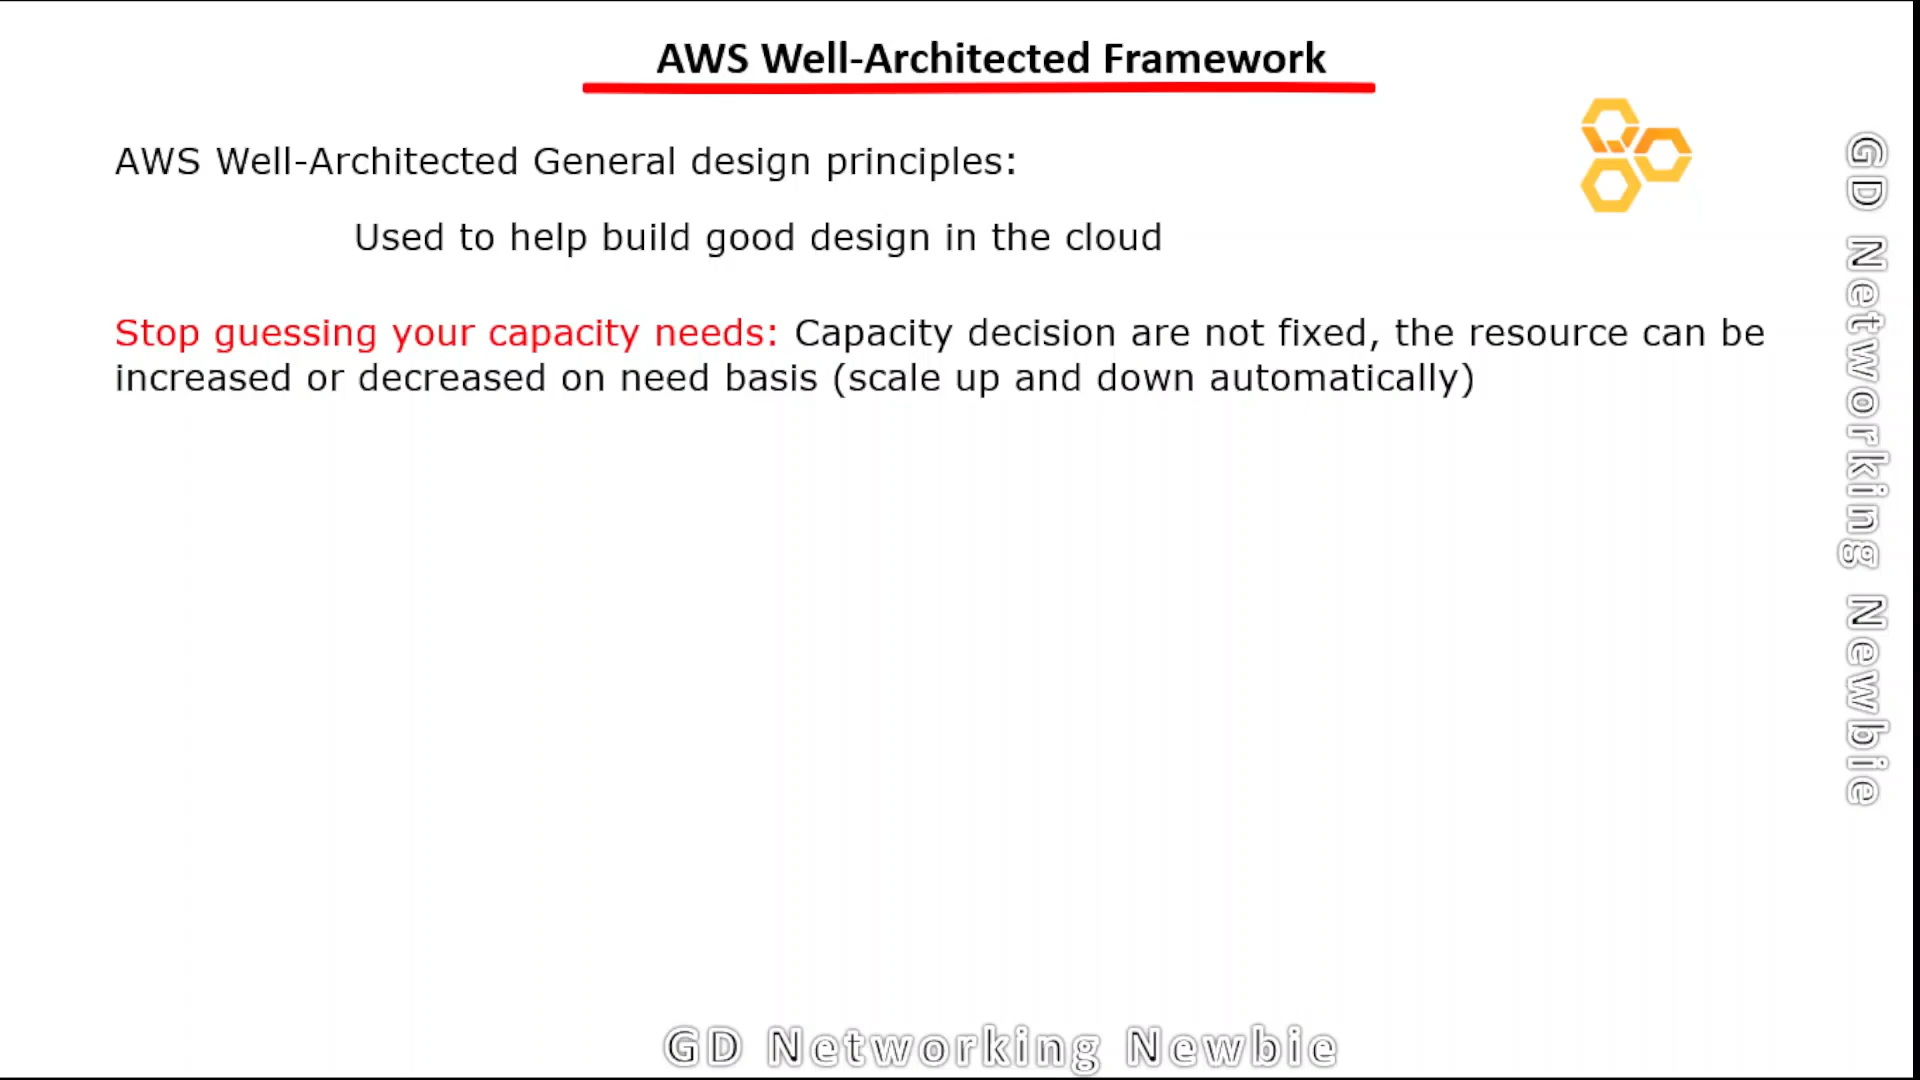 AWS Well-Architected Framework
AWS Well-Architected General design principles:
Used to help build good design in the cloud
Stop guessing your capacity needs: Capacity decision are not fixed, the resource can be
increased or decreased on need basis (scale up and down automatically)
GD Networking Newbie
GD Networking Newbie